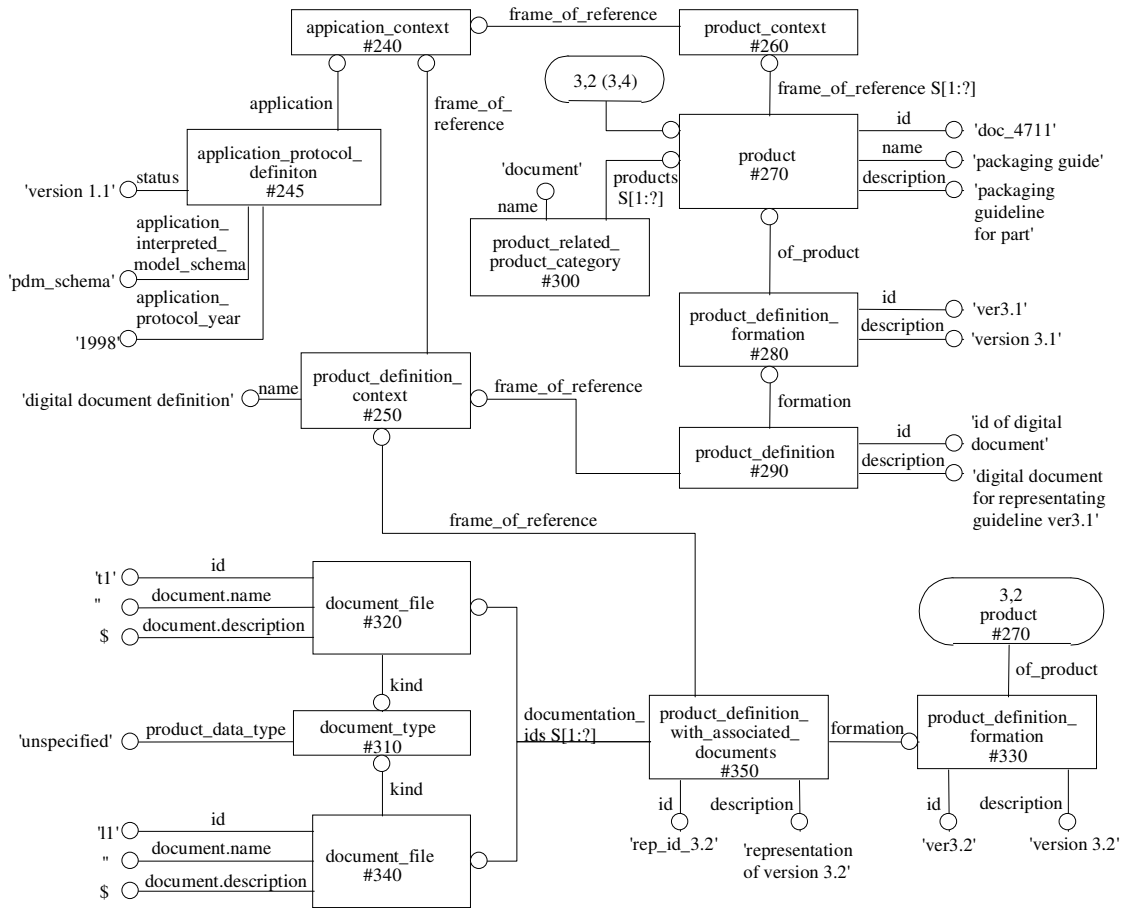 appication_context
#240
frame_of_reference
product_context
#260
3,2 (3,4)
frame_of_reference S[1:?]
application
frame_of_
reference
application_protocol_
definiton
#245
status
'version 1.1'
application_
interpreted_
model_schema
'pdm_schema'
application_
protocol_year
'1998'
'document'
name
products
S[1:?]
product_related_
product_category
#300
product
#270
id
'doc_4711'
name
'packaging guide'
description
'packaging
guideline
for part'
of_product
product_definition_
formation
#280
id
'ver3.1'
description
'version 3.1'
formation
product_definition_
context
#250
name
'digital document definition'
frame_of_reference
product_definition
#290
id
'id of digital
document'
description
'digital document
for representating
guideline ver3.1'
frame_of_reference
't1'
id
''
document.name
$
document.description
document_file
#320
kind
'unspecified'
product_data_type
document_type
#310
kind
'l1'
id
''
document.name
$
document.description
document_file
#340
documentation_
ids S[1:?]
product_definition_
with_associated_
documents
#350
id
'rep_id_3.2'
description
'representation
of version 3.2'
formation
3,2
product
#270
of_product
product_definition_
formation
#330
id
'ver3.2'
description
'version 3.2'